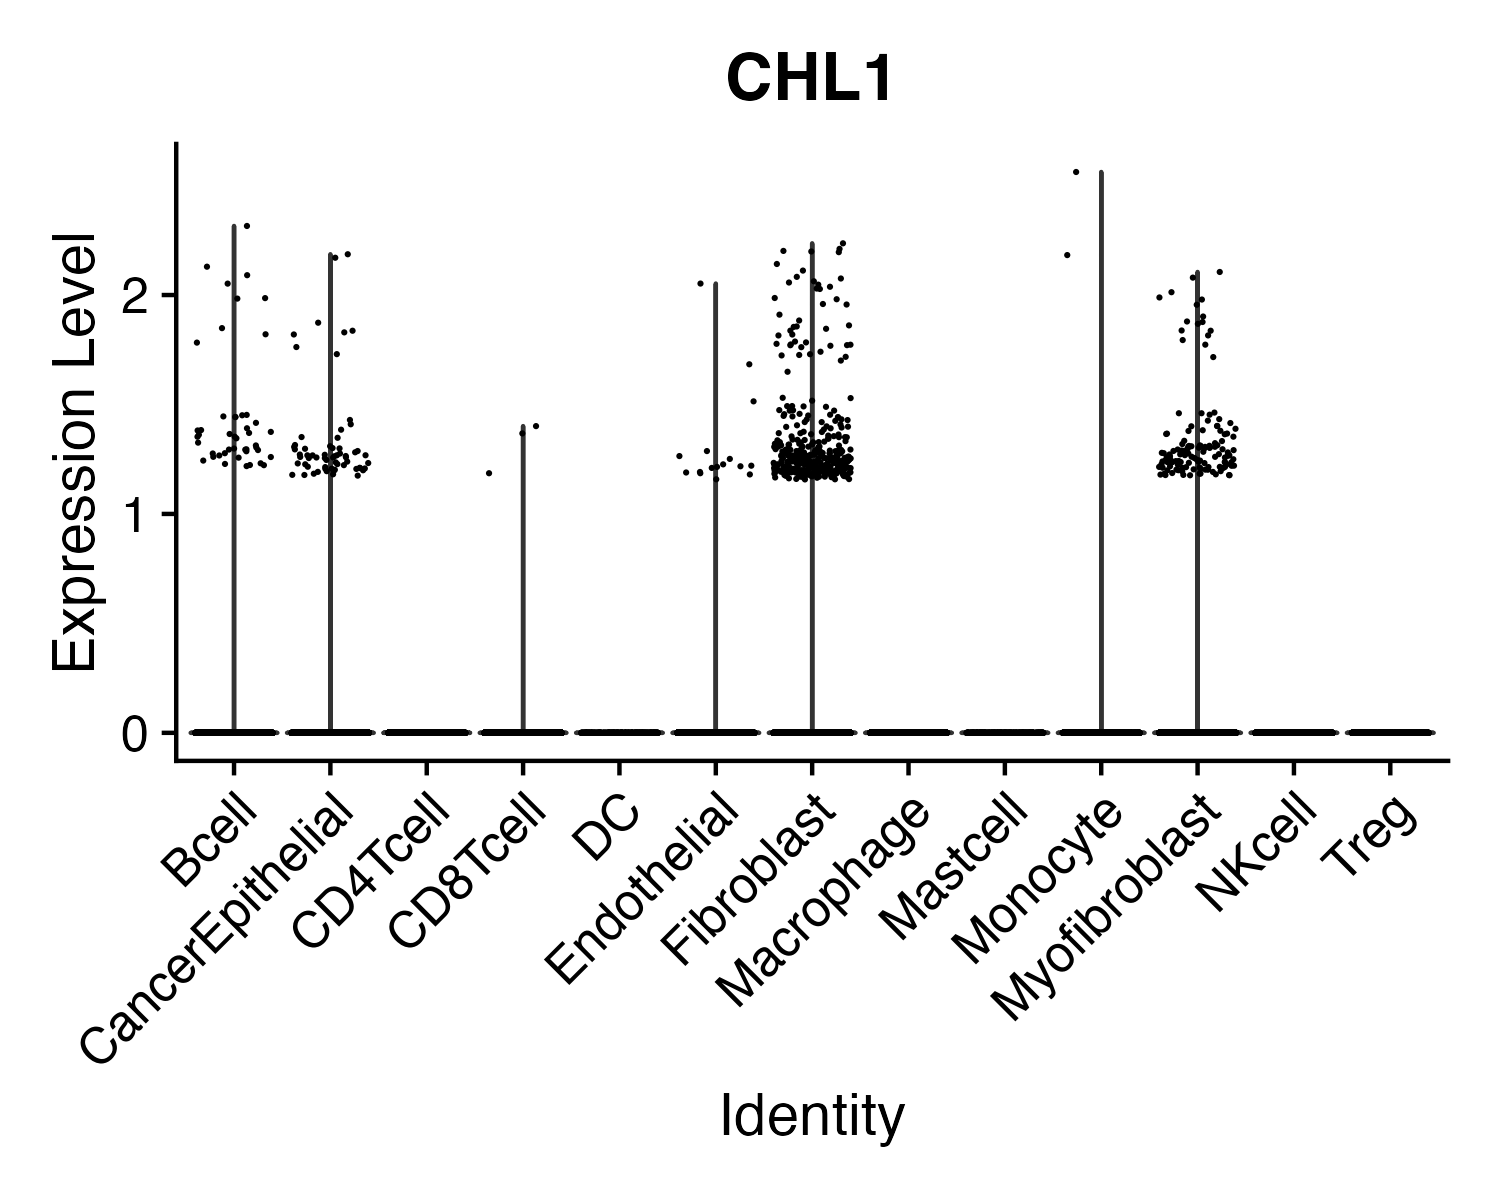 CHL1
Expression Level
2
1
0
Bcell
CancerEpithelial
CD4Tcell
CD8Tcell
DC
Endothelial
Fibroblast
Macrophage
Mastcell
Monocyte
Myofibroblast
NKcell
Treg
Identity